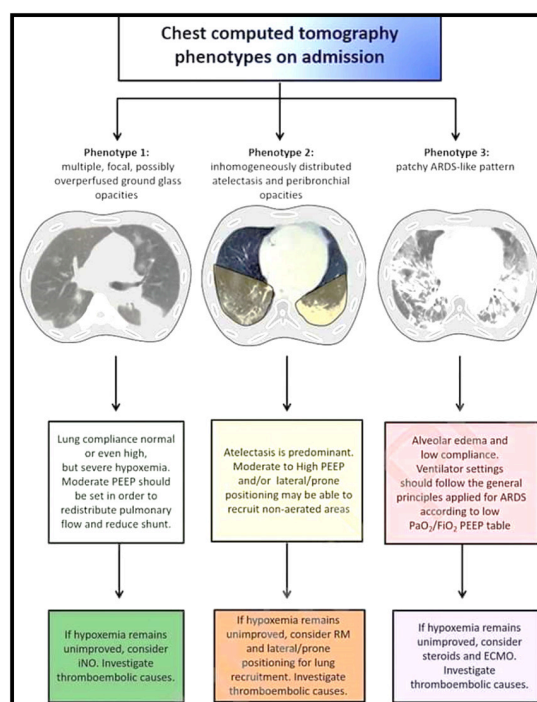 Chest computed tomography
phenotypes on admission
Phenotype 1:
multiple, focal, possibly
overperfused ground glass
opacities
Phenotype 2:
inhomogeneously distributed
atelectasis and peribronchial
opacities
Phenotype 3:
patchy ARDS-like pattern
Lung compliance normal
or even high,
but severe hypoxemia.
Moderate PEEP should
be set in order to
redistribute pulmonary
flow and reduce shunt.
Atelectasis is predominant.
Moderate to High PEEP
and/or lateral/prone
positioning may be able to
recruit non-aerated areas
Alveolar edema and
low compliance.
Ventilator settings
should follow the general
principles applied for ARDS
according to low
PaO₂/FiO₂ PEEP table
If hypoxemia remains
unimproved, consider
iNO. Investigate
thromboembolic causes.
If hypoxemia remains
unimproved, consider RM
and lateral/prone
positioning for lung
recruitment. Investigate
thromboembolic causes.
If hypoxemia remains
unimproved, consider
steroids and ECMO.
Investigate
thromboembolic causes.